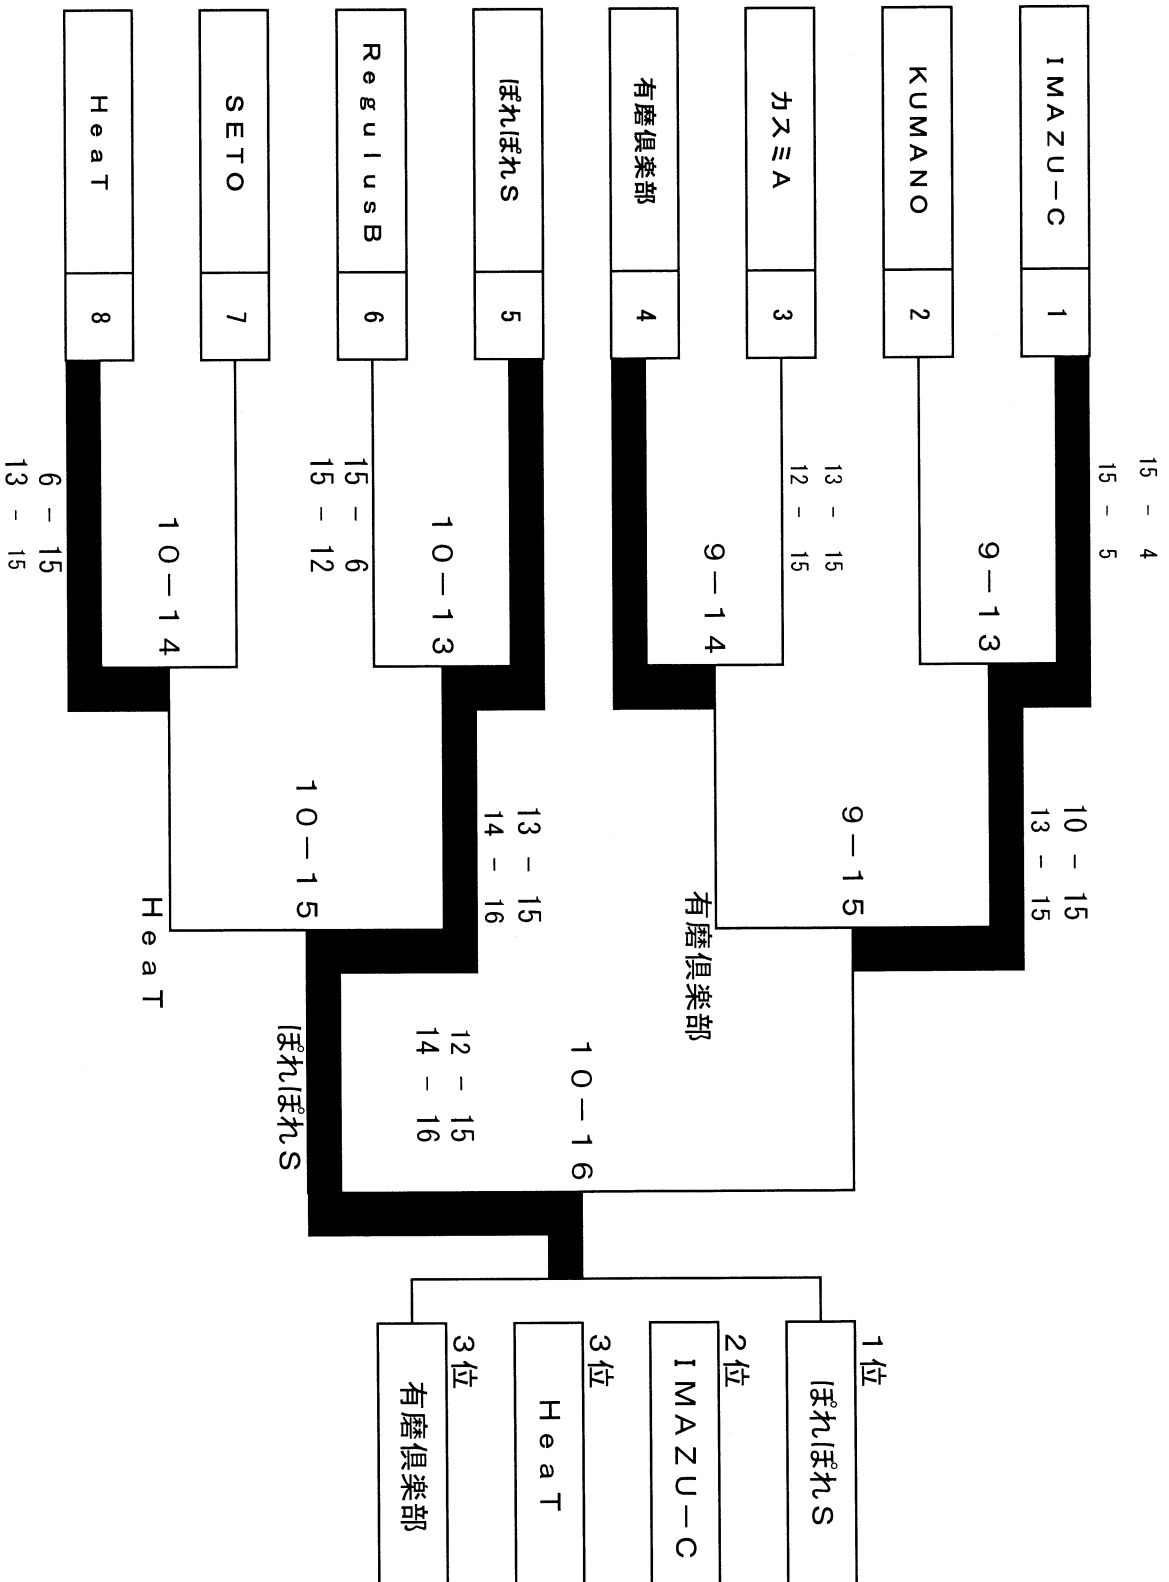 IMAZU－C
1
KUMANO
2
カスミA
3
有磨倶楽部
4
ぽれぽれS
5
RegulusB
6
SETO
7
HeaT
8
15 - 4
15 - 5
9－13
13 - 15
12 - 15
9－14
10－13
15 - 6
15 - 12
10－14
6 - 15
13 - 15
10 - 15
13 - 15
9－15
有磨倶楽部
13 - 15
14 - 16
10－15
HeaT
10－16
12 - 15
14 - 16
ぽれぽれS
1位
ぽれぽれS
2位
IMAZU－C
3位
HeaT
3位
有磨倶楽部